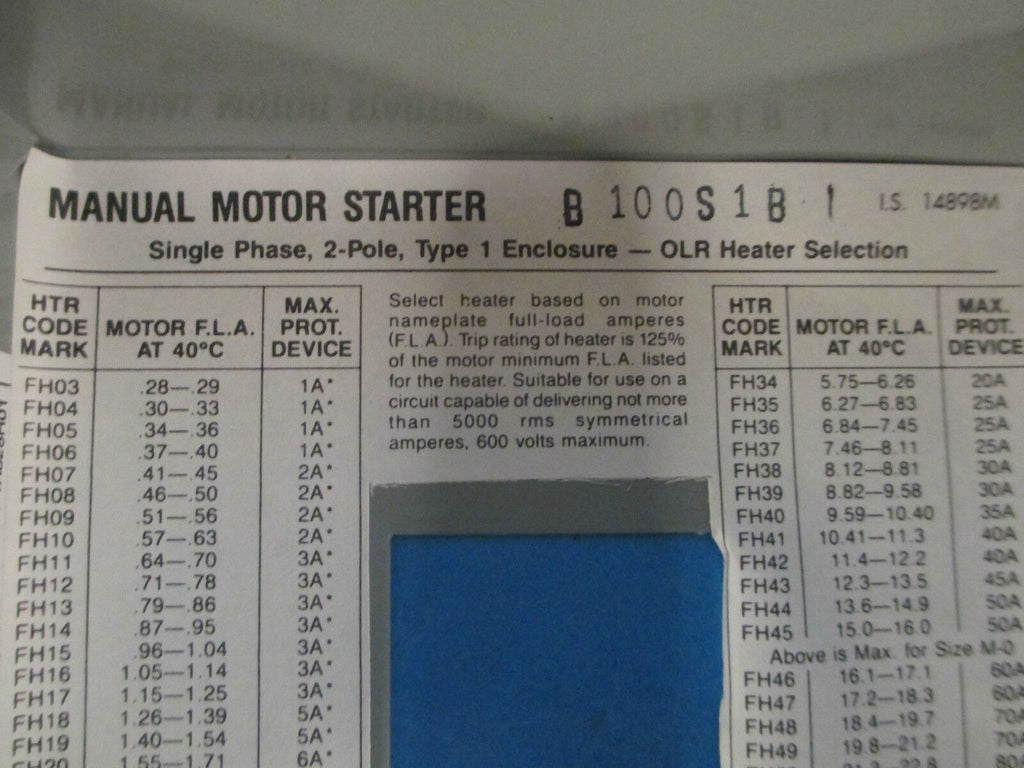 MANUAL MOTOR STARTER B 100S1B 1 I.S. 14898M
Single Phase, 2-Pole, Type 1 Enclosure — OLR Heater Selection
HTR CODE MARK MOTOR F.L.A. AT 40°C MAX. PROT. DEVICE
FH03 .28—.29 1A*
FH04 .30—.33 1A*
FH05 .34—.36 1A*
FH06 .37—.40 1A*
FH07 .41—.45 2A*
FH08 .46—.50 2A*
FH09 .51—.56 2A*
FH10 .57—.63 2A*
FH11 .64—.70 3A*
FH12 .71—.78 3A*
FH13 .79—.86 3A*
FH14 .87—.95 3A*
FH15 .96—1.04 3A*
FH16 1.05—1.14 3A*
FH17 1.15—1.25 3A*
FH18 1.26—1.39 5A*
FH19 1.40—1.54 5A*
FH20 1.55—1.71 6A*
Select heater based on motor
nameplate full-load amperes
(F.L.A.). Trip rating of heater is 125%
of the motor minimum F.L.A. listed
for the heater. Suitable for use on a
circuit capable of delivering not more
than 5000 rms symmetrical
amperes, 600 volts maximum.
HTR CODE MARK MOTOR F.L.A. AT 40°C MAX. PROT. DEVICE
FH34 5.75—6.26 20A
FH35 6.27—6.83 25A
FH36 6.84—7.45 25A
FH37 7.46—8.11 25A
FH38 8.12—8.81 30A
FH39 8.82—9.58 30A
FH40 9.59—10.40 35A
FH41 10.41—11.3 40A
FH42 11.4—12.2 40A
FH43 12.3—13.5 45A
FH44 13.6—14.9 50A
FH45 15.0—16.0 50A
Above is Max. for Size M-0
FH46 16.1—17.1 60A
FH47 17.2—18.3 60A
FH48 18.4—19.7 70A
FH49 19.8—21.2 70A